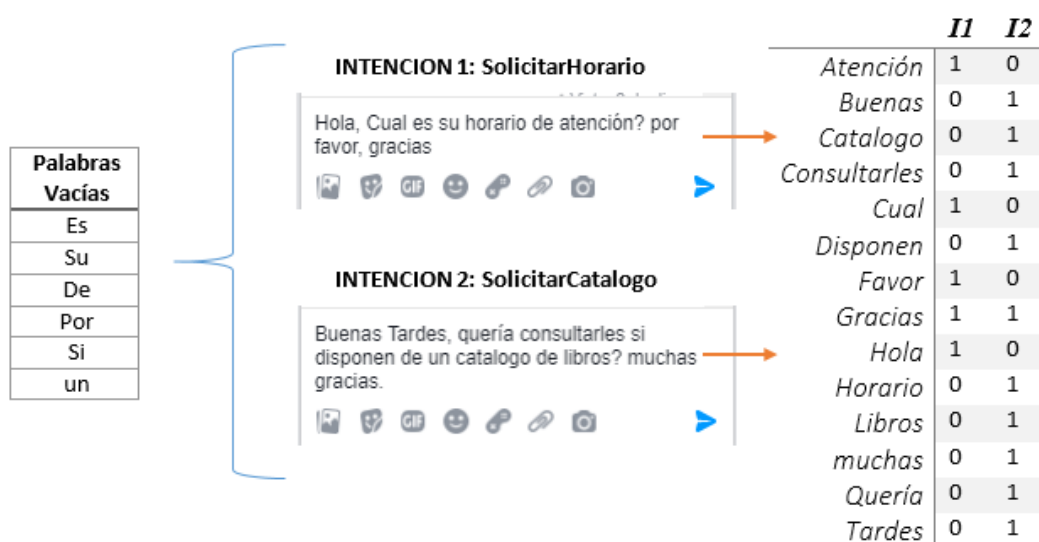 Palabras
Vacías
Es
Su
De
Por
Si
un
INTENCION 1: SolicitarHorario
Hola, Cual es su horario de atención? por
favor, gracias
GIF
INTENCION 2: SolicitarCatalogo
Buenas Tardes, quería consultarles si
disponen de un catalogo de libros? muchas
gracias.
GIF
I1 I2
Atención 1 0
Buenas 0 1
Catalogo 0 1
Consultarles 0 1
Cual 1 0
Disponen 0 1
Favor 1 0
Gracias 1 1
Hola 1 0
Horario 0 1
Libros 0 1
muchas 0 1
Quería 0 1
Tardes 0 1